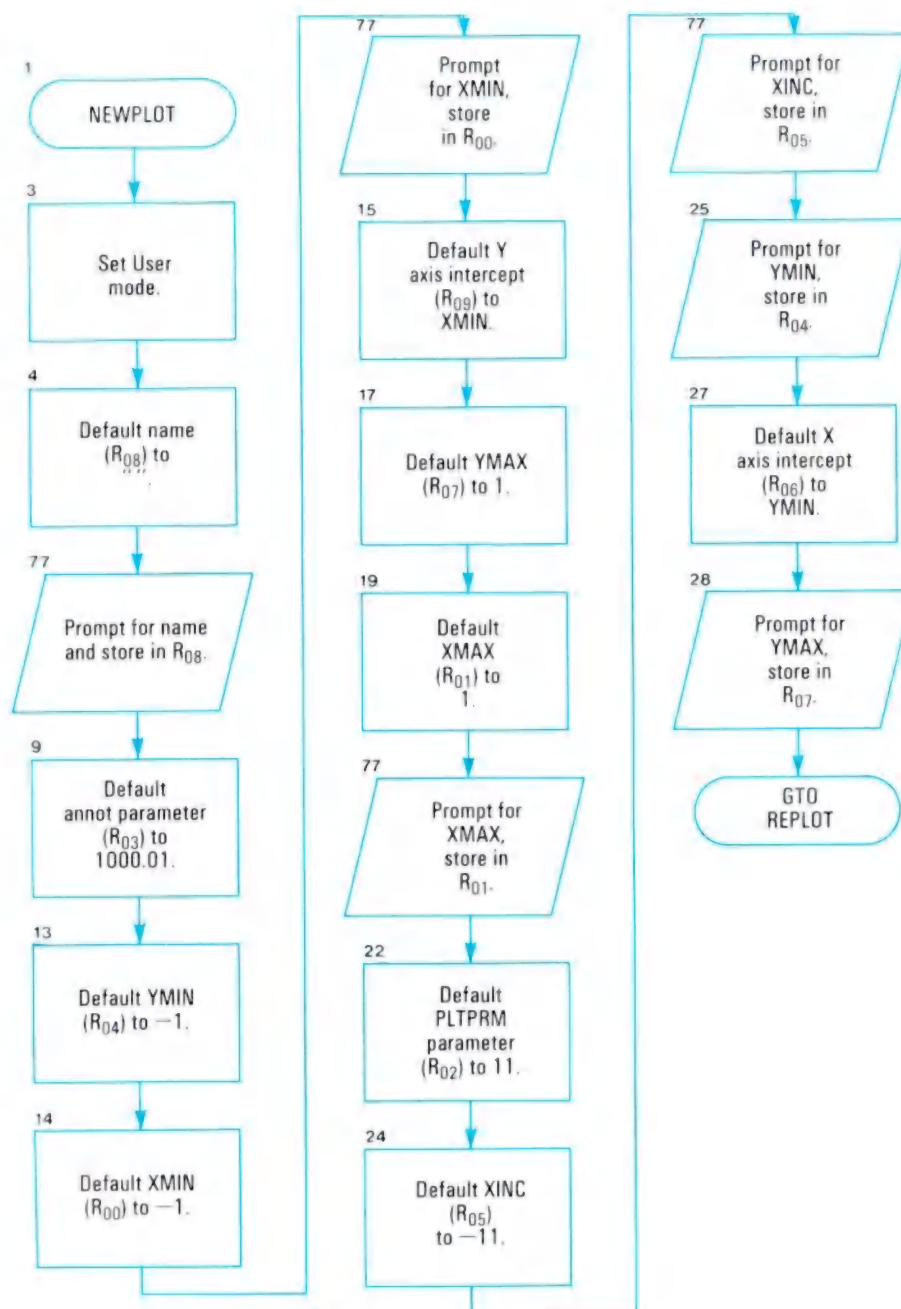 1
NEWPLOT
3
Set User
mode.
4
Default name
(R08) to
" ".
77
Prompt for name
and store in R08.
9
Default
annot parameter
(R03) to
1000.01.
13
Default YMIN
(R04) to —1.
14
Default XMIN
(R00) to —1.
77
Prompt
for XMIN,
store
in R00.
15
Default Y
axis intercept
(R09) to
XMIN.
17
Default YMAX
(R07) to 1.
19
Default
XMAX
(R01) to
1.
77
Prompt for
XMAX,
store in
R01.
22
Default
PLTPRM
parameter
(R02) to 11.
24
Default XINC
(R05)
to —11.
77
Prompt for
XINC,
store in
R05.
25
Prompt for
YMIN,
store in
R04.
27
Default X
axis intercept
(R06) to
YMIN.
28
Prompt for
YMAX,
store in
R07.
GTO
REPLOT